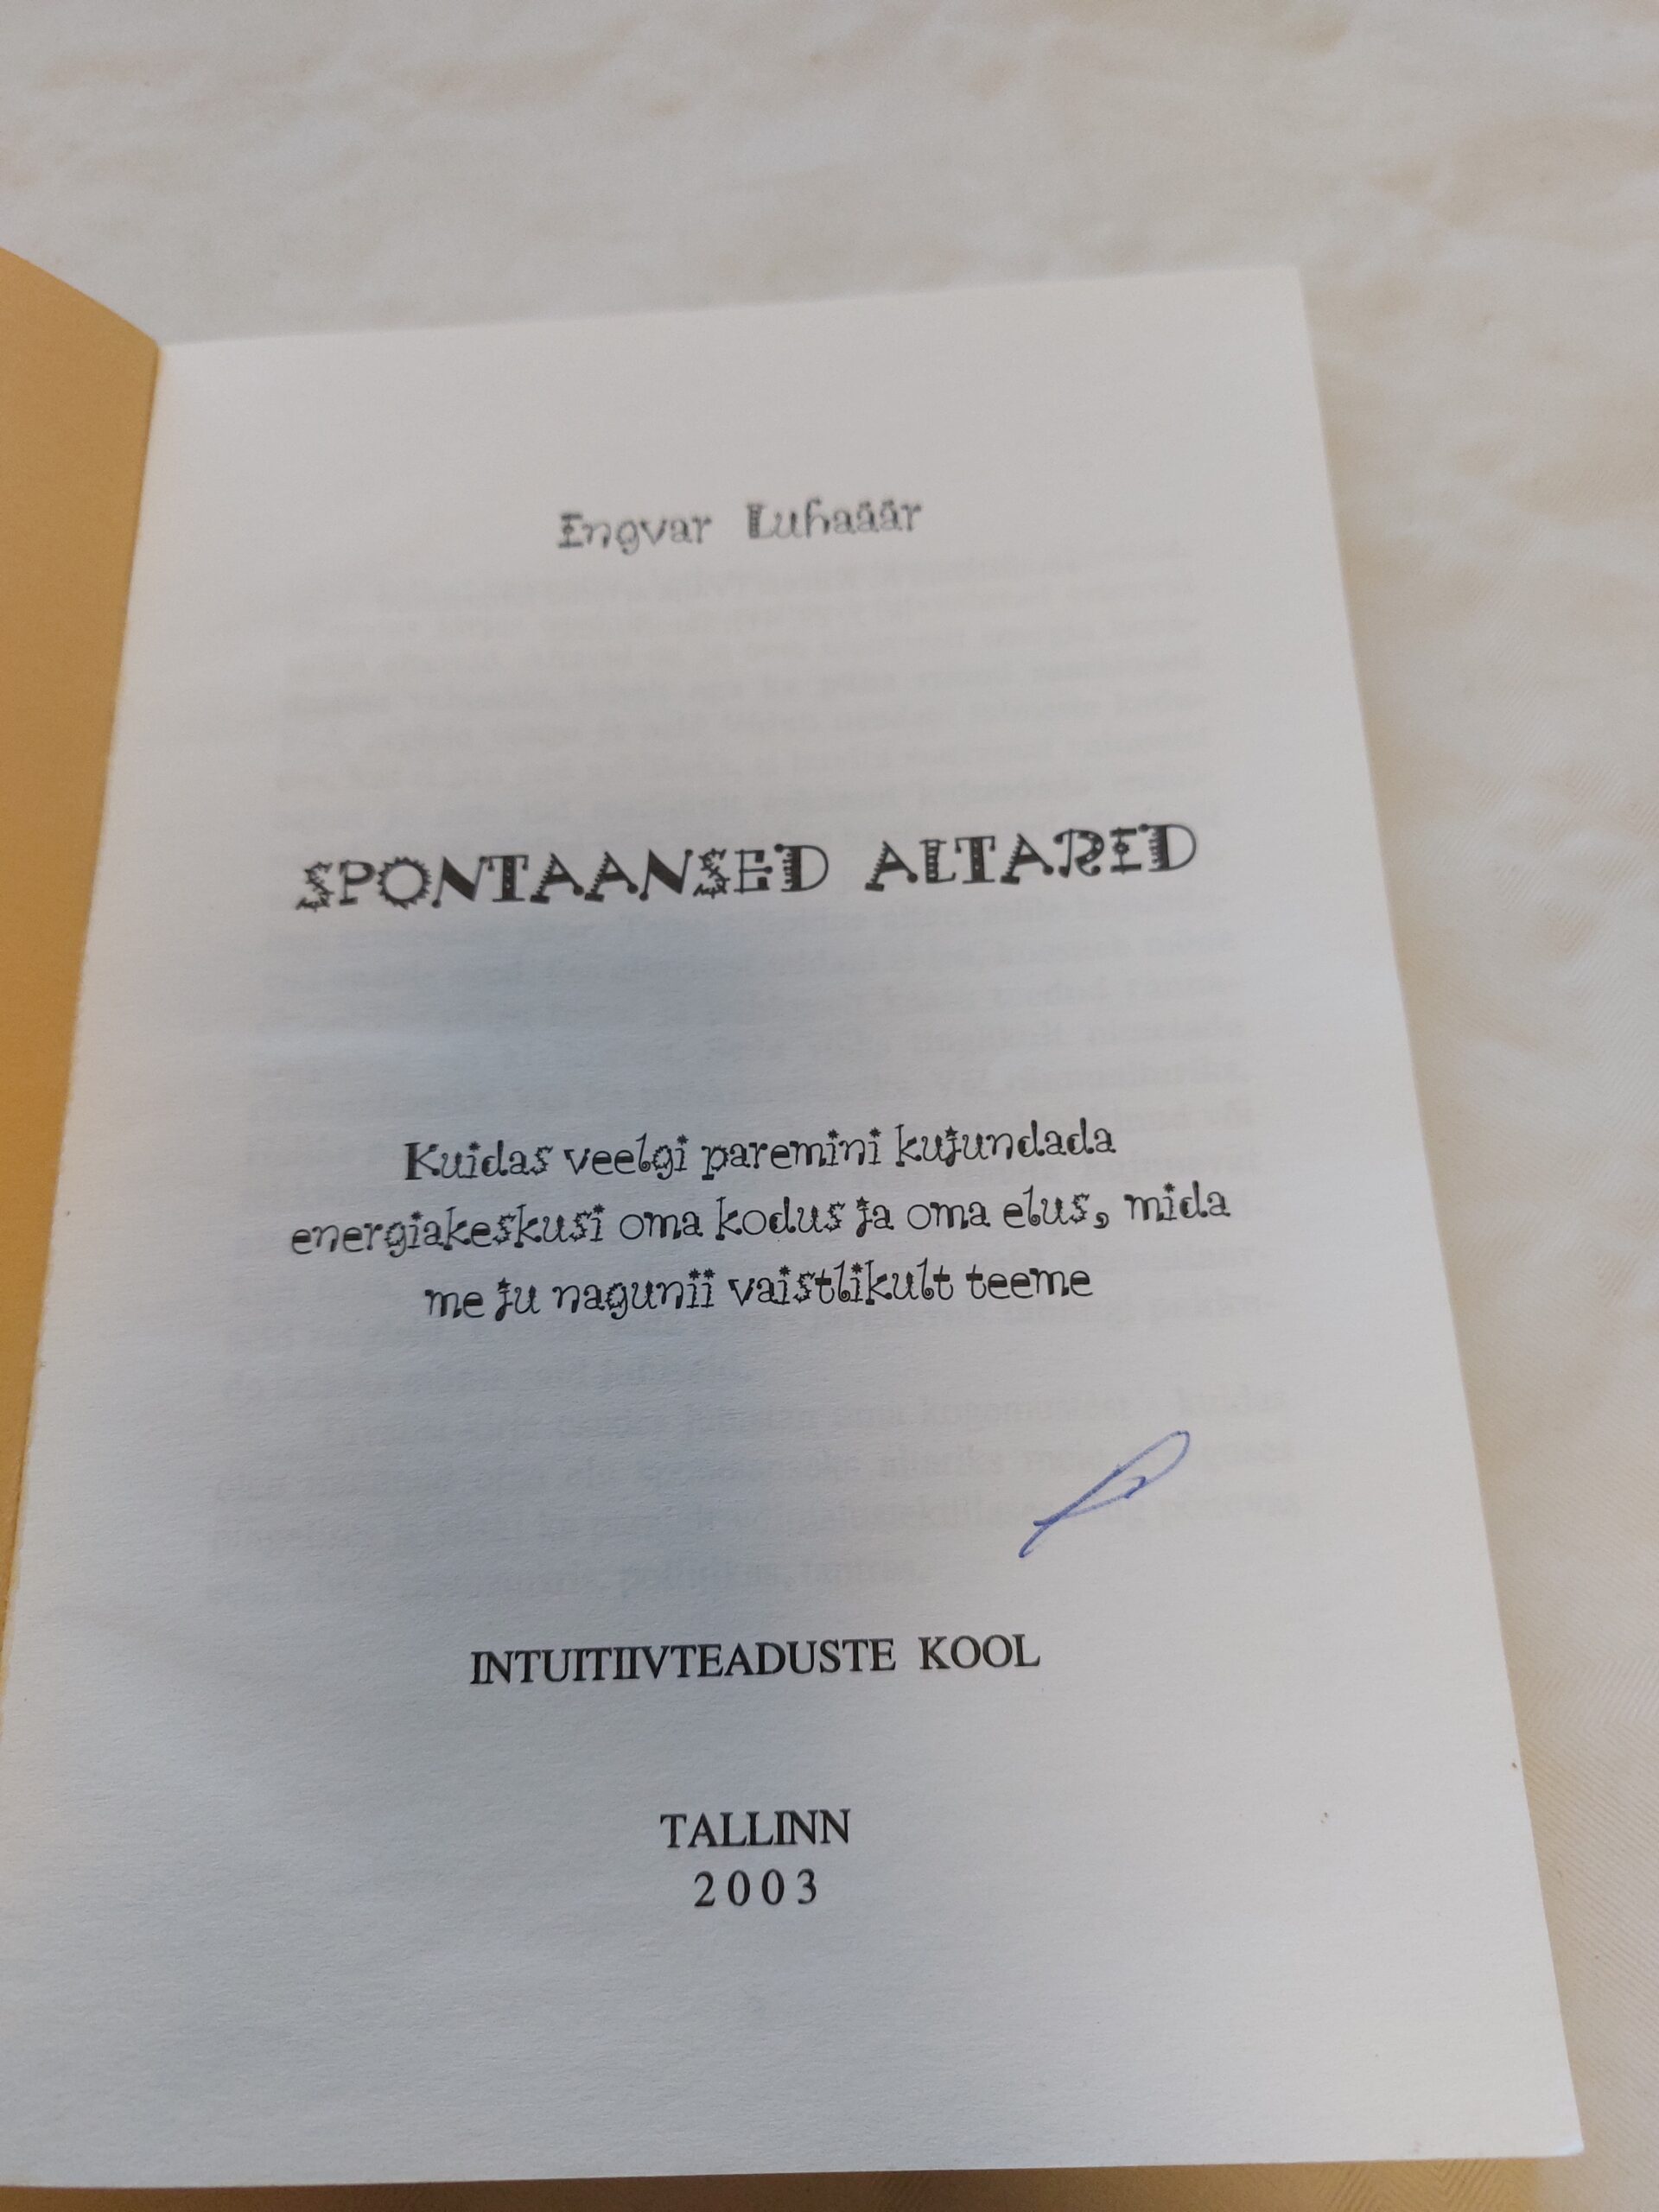 Engvar Luhaäär
SPONTAANSED ALTARED
Kuidas veelgi paremini kujundada
energiakeskusi oma kodus ja oma elus, mida
me ju nagunii vaistlikult teeme
INTUITIIVTEADUSTE KOOL
TALLINN
2003